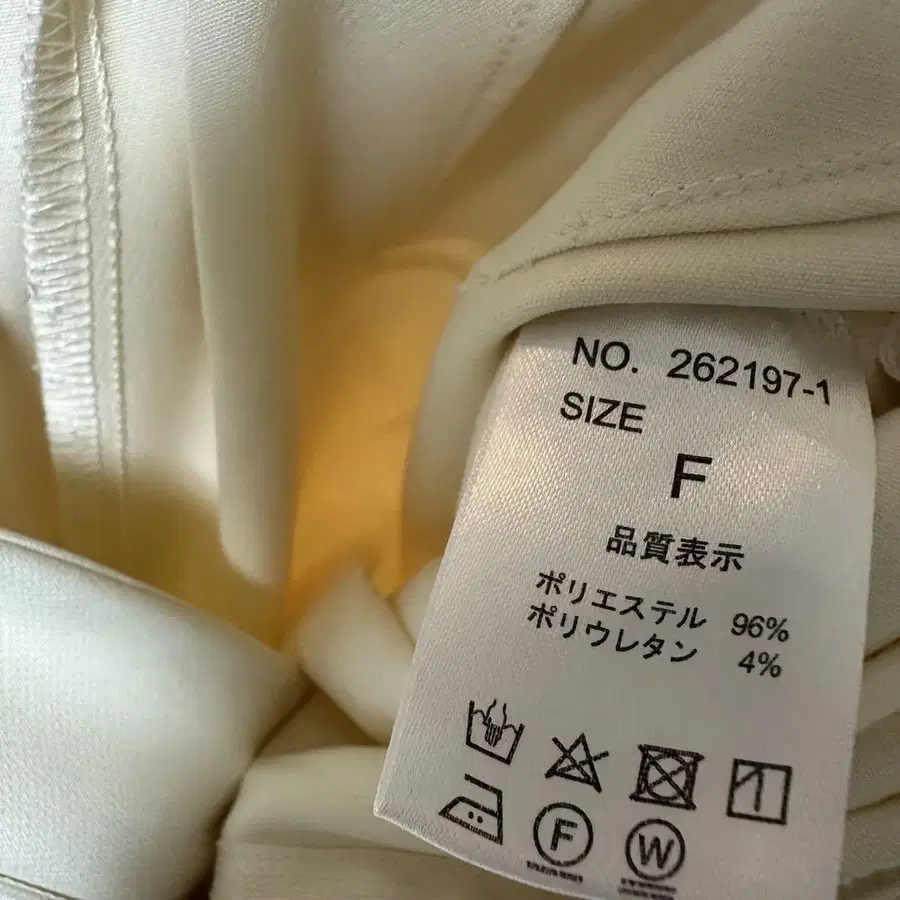 NO. 262197-1
SIZE
F
品質表示
ポリエステル 96%
ポリウレタン 4%
F
W